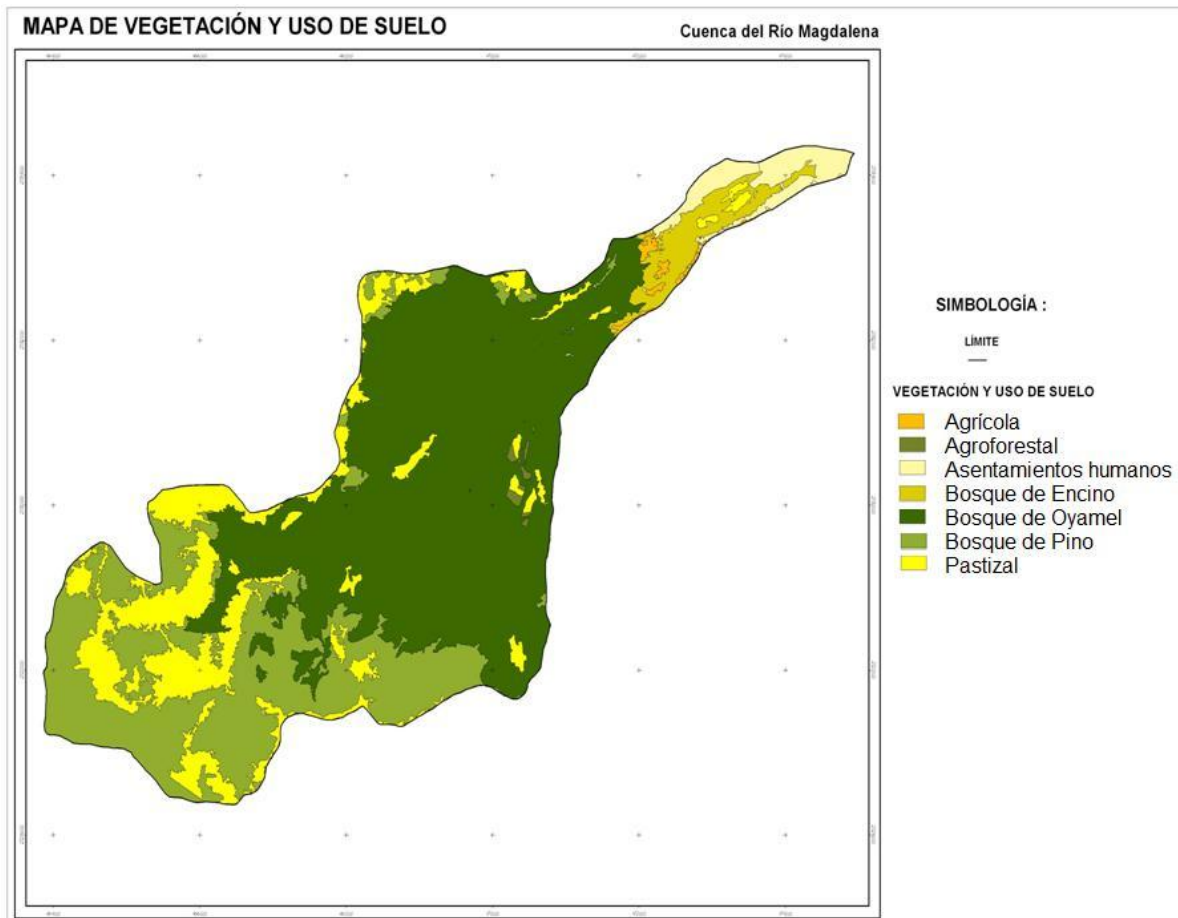 MAPA DE VEGETACIÓN Y USO DE SUELO
Cuenca del Río Magdalena
SIMBOLOGÍA :
LÍMITE
VEGETACIÓN Y USO DE SUELO
Agrícola
Agroforestal
Asentamientos humanos
Bosque de Encino
Bosque de Oyamel
Bosque de Pino
Pastizal